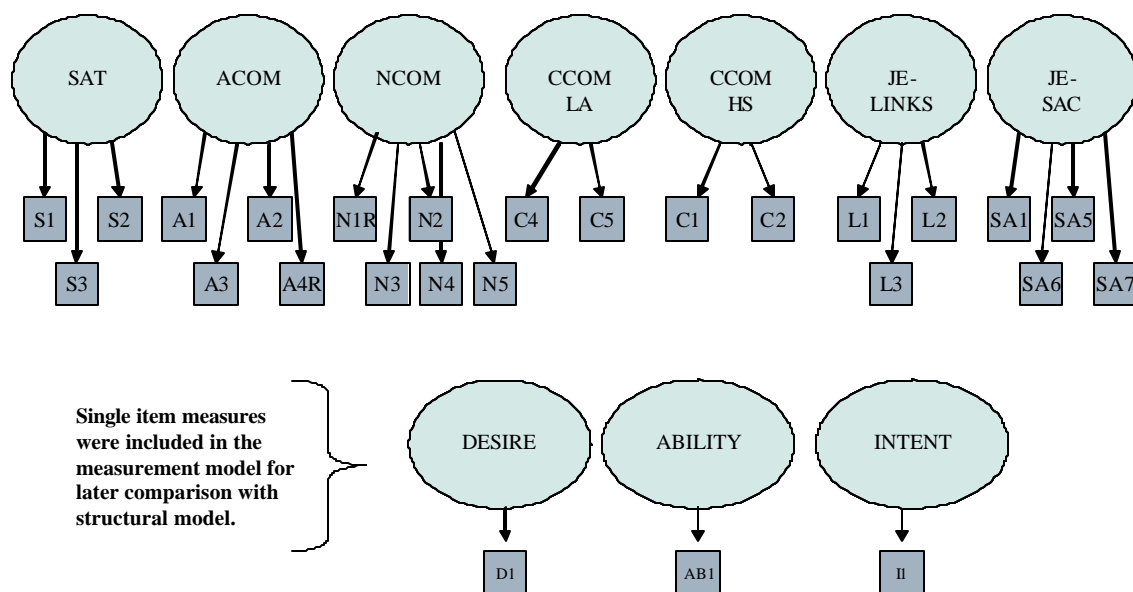 SAT
ACOM
NCOM
CCOM
LA
CCOM
HS
JE-
LINKS
JE-
SAC
S1
S2
A1
A2
N1R
N2
C4
C5
C1
C2
L1
L2
SA1
SA5
S3
A3
A4R
N3
N4
N5
L3
SA6
SA7
Single item measures
were included in the
measurement model for
later comparison with
structural model.
DESIRE
ABILITY
INTENT
D1
AB1
I1